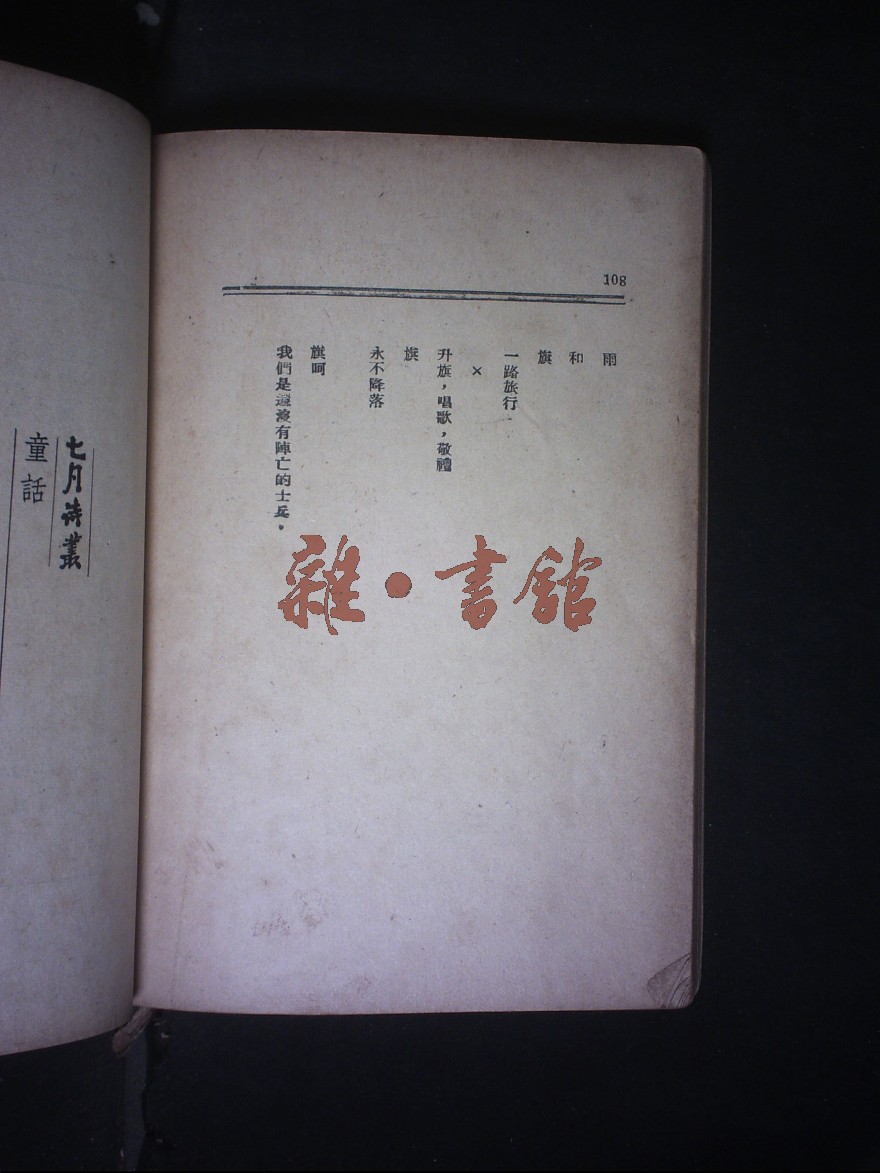 108
雨
和
旗
一路旅行
×
升旗，唱歌，敬禮
旗
永不降落
旗呵
我們是還沒有陣亡的士兵。
雜·書館
七月詩叢
童話